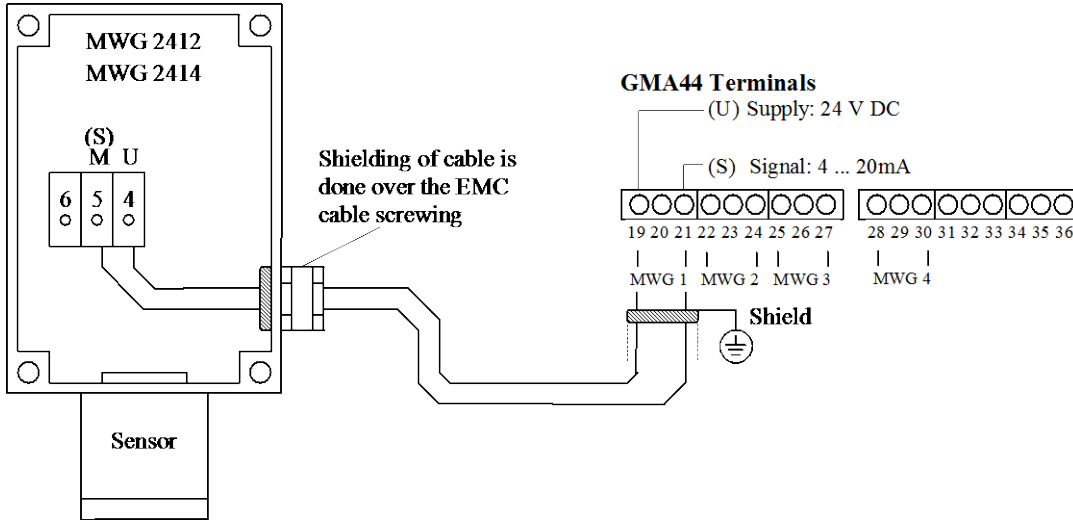 MWG 2412
MWG 2414
(S)
M U
6 5 4
Sensor
Shielding of cable is
done over the EMC
cable screwing
GMA44 Terminals
(U) Supply: 24 V DC
(S) Signal: 4 ... 20mA
19 20 21 22 23 24 25 26 27 28 29 30 31 32 33 34 35 36
MWG 1 MWG 2 MWG 3 MWG 4
Shield